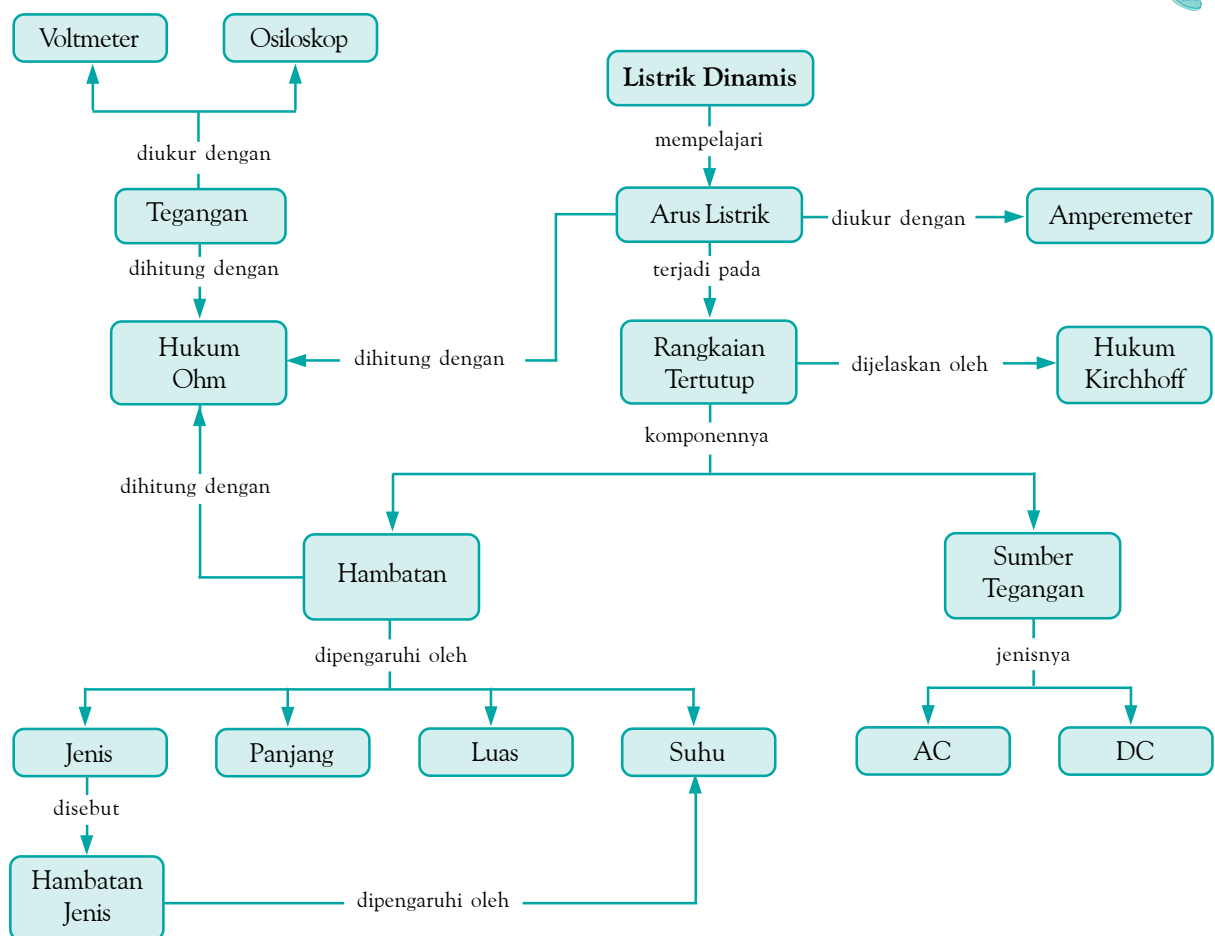 Voltmeter
Osiloskop
Listrik Dinamis
mempelajari
diukur dengan
Tegangan
Arus Listrik
diukur dengan
Amperemeter
dihitung dengan
terjadi pada
Hukum
Ohm
dihitung dengan
Rangkaian
Tertutup
dijelaskan oleh
Hukum
Kirchhoff
komponennya
dihitung dengan
Hambatan
Sumber
Tegangan
dipengaruhi oleh
jenisnya
Jenis
Panjang
Luas
Suhu
AC
DC
disebut
Hambatan
Jenis
dipengaruhi oleh